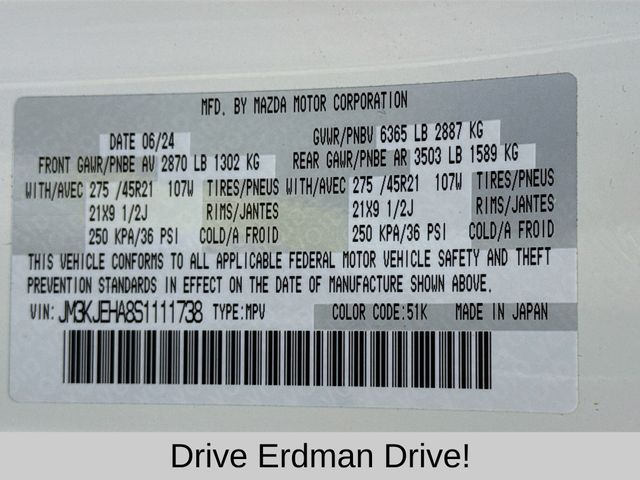 MFD. BY MAZDA MOTOR CORPORATION
DATE 06/24 GVWR/PNBV 6365 LB 2887 KG
FRONT GAWR/PNBE AV 2870 LB 1302 KG REAR GAWR/PNBE AR 3503 LB 1589 KG
WITH/AVEC 275 /45R21 107W TIRES/PNEUS WITH/AVEC 275 /45R21 107W TIRES/PNEUS
21X9 1/2J RIMS/JANTES 21X9 1/2J RIMS/JANTES
250 KPA/36 PSI COLD/A FROID 250 KPA/36 PSI COLD/A FROID
THIS VEHICLE CONFORMS TO ALL APPLICABLE FEDERAL MOTOR VEHICLE SAFETY AND THEFT
PREVENTION STANDARDS IN EFFECT ON THE DATE OF MANUFACTURE SHOWN ABOVE.
VIN: JM3KJEHA8S1111738 TYPE:MPV COLOR CODE:51K MADE IN JAPAN
Drive Erdman Drive!